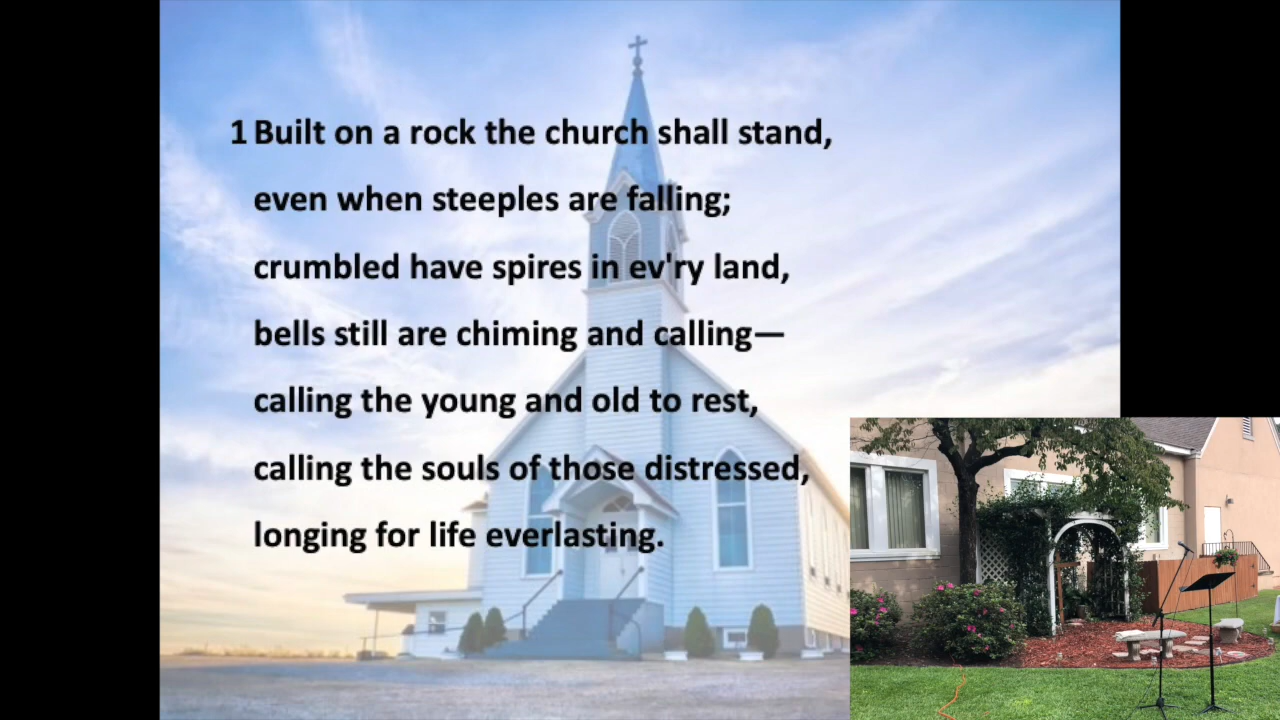 1 Built on a rock the church shall stand,
even when steeples are falling;
crumbled have spires in ev'ry land,
bells still are chiming and calling—
calling the young and old to rest,
calling the souls of those distressed,
longing for life everlasting.